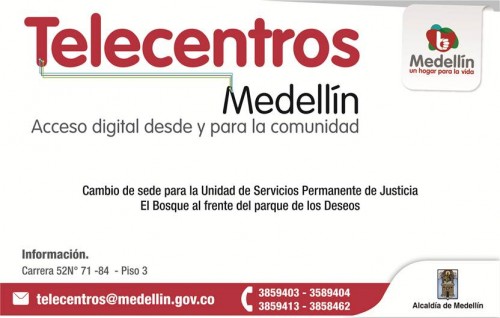 Telecentros
Medellín
Acceso digital desde y para la comunidad
Medellín
un hogar para la vida
Cambio de sede para la Unidad de Servicios Permanente de Justicia
El Bosque al frente del parque de los Deseos
Información.
Carrera 52N° 71 -84 - Piso 3
telecentros@medellin.gov.co
3859403 - 3589404
3859413 - 3858462
Alcaldía de Medellín